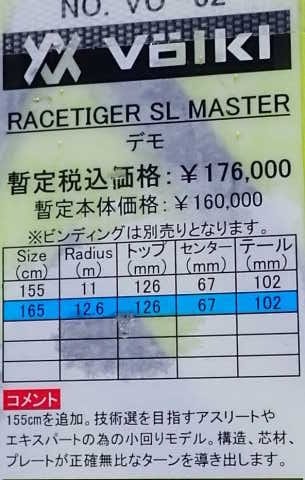 NO. VO 02
Völkl
RACETIGER SL MASTER
デモ
暫定税込価格:￥176,000
暫定本体価格:￥160,000
※ビンディングは別売りとなります。
Size (cm) Radius (m) トップ (mm) センター (mm) テール (mm)
155 11 126 67 102
165 12.6 126 67 102
コメント
155cmを追加。技術選を目指すアスリートや
エキスパートの為の小回りモデル。構造、芯材、
プレートが正確無比なターンを導き出します。